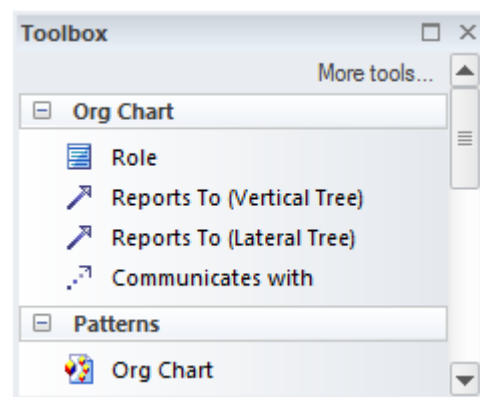 Toolbox
More tools...
Org Chart
Role
Reports To (Vertical Tree)
Reports To (Lateral Tree)
Communicates with
Patterns
Org Chart